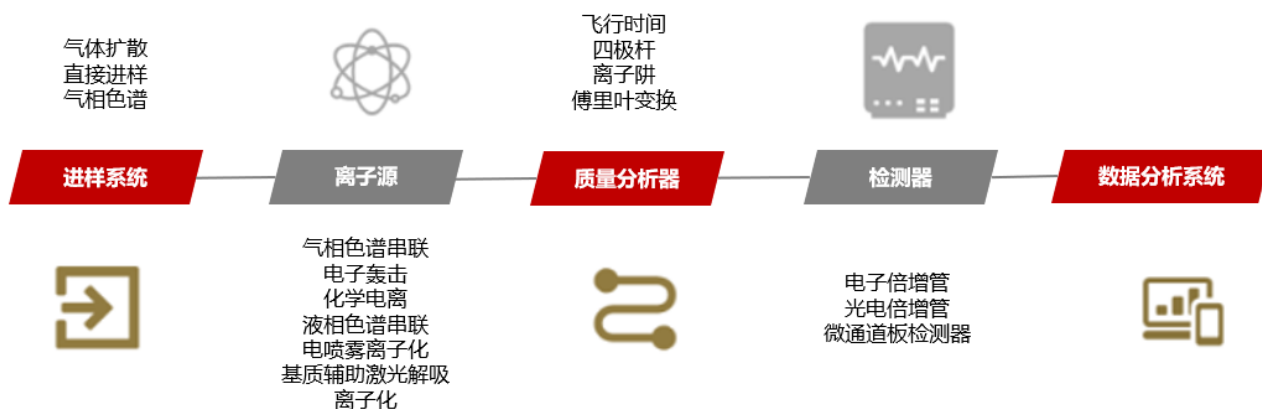 气体扩散
直接进样
气相色谱
飞行时间
四极杆
离子阱
傅里叶变换
进样系统
离子源
质量分析器
检测器
数据分析系统
气相色谱串联
电子轰击
化学电离
液相色谱串联
电喷雾离子化
基质辅助激光解吸
离子化
电子倍增管
光电倍增管
微通道板检测器